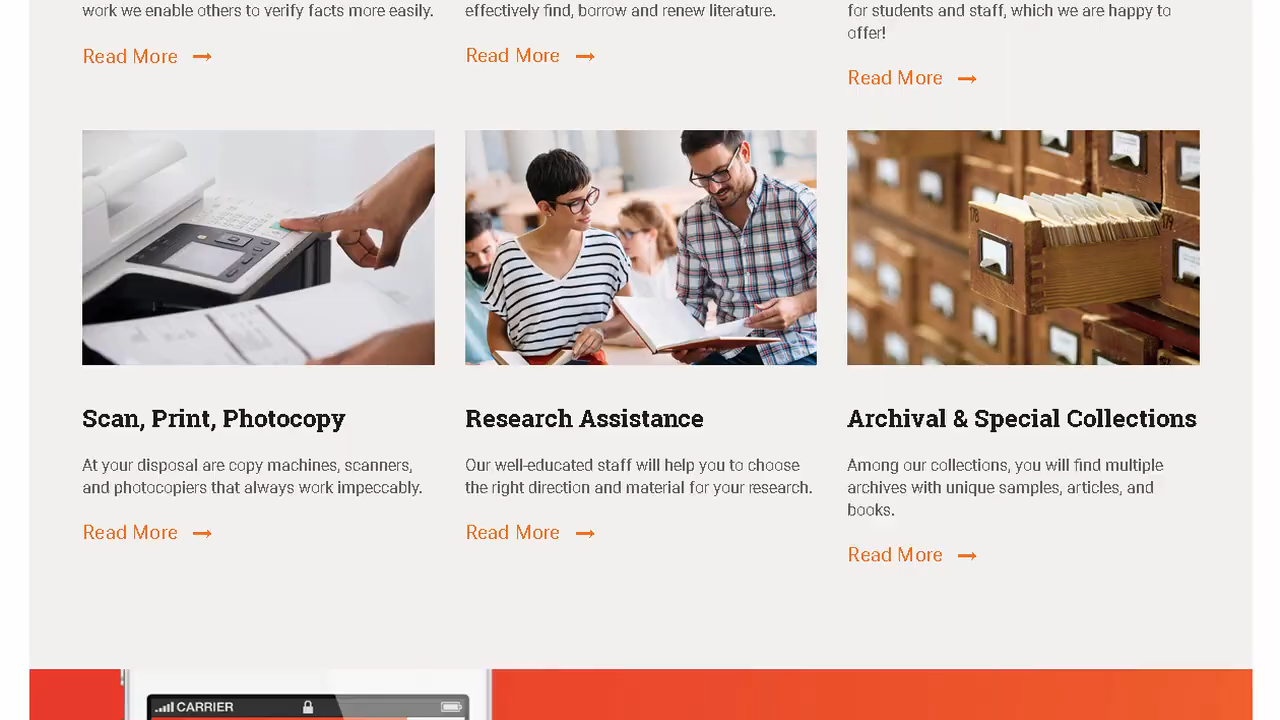 work we enable others to verify facts more easily.
Read More
effectively find, borrow and renew literature.
Read More
for students and staff, which we are happy to
offer!
Read More
178
179
Scan, Print, Photocopy
At your disposal are copy machines, scanners,
and photocopiers that always work impeccably.
Read More
Research Assistance
Our well-educated staff will help you to choose
the right direction and material for your research.
Read More
Archival & Special Collections
Among our collections, you will find multiple
archives with unique samples, articles, and
books.
Read More
CARRIER